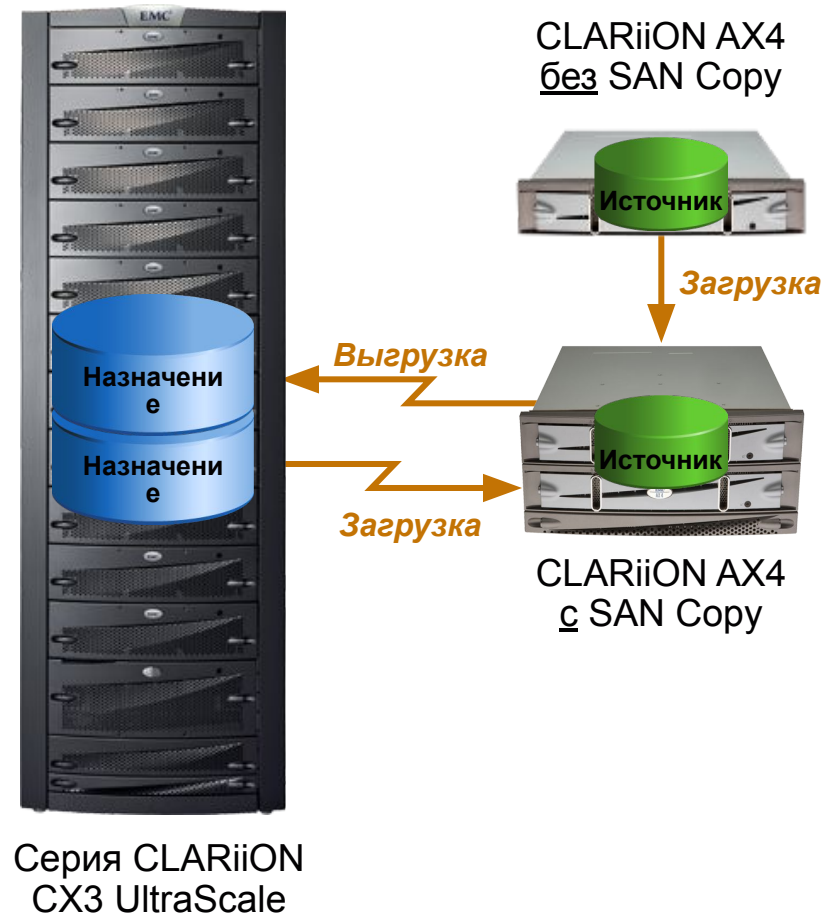 EMC
CLARiiON AX4
без SAN Copy
Источник
Загрузка
Выгрузка
Назначени
е
Назначени
е
Источник
Загрузка
CLARiiON AX4
с SAN Copy
Серия CLARiiON
CX3 UltraScale